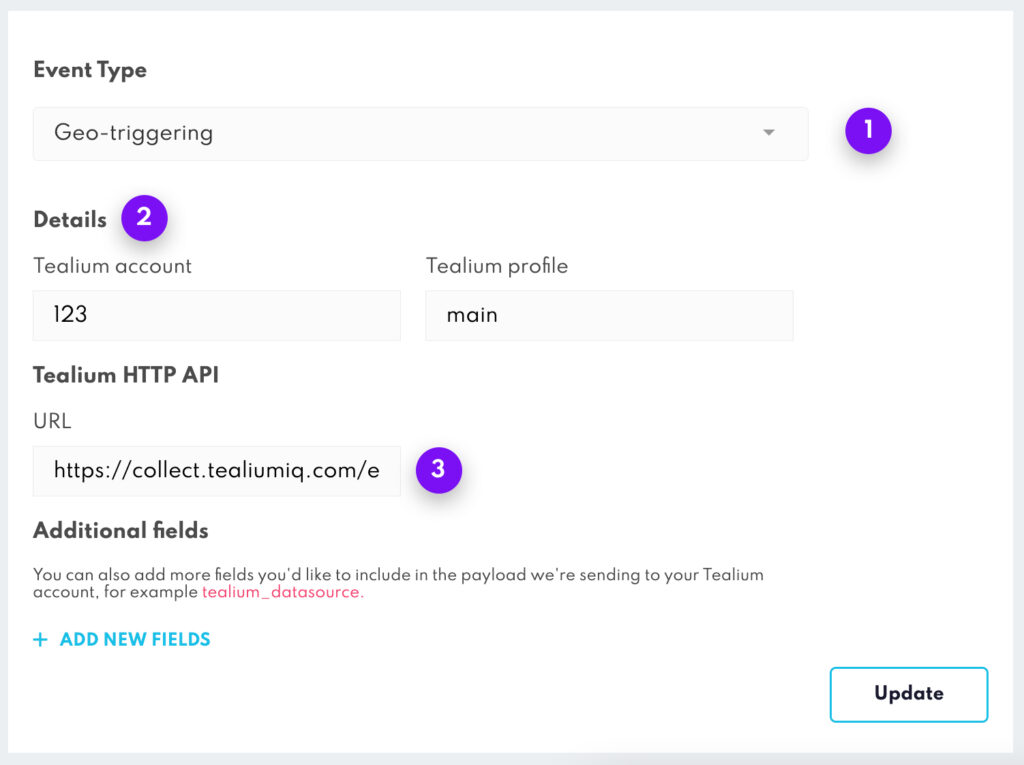 Event Type
Geo-triggering
1
Details 2
Tealium account Tealium profile
123 main
Tealium HTTP API
URL
https://collect.tealiumiq.com/e 3
Additional fields
You can also add more fields you'd like to include in the payload we're sending to your Tealium
account, for example tealium_datasource.
+ ADD NEW FIELDS
Update